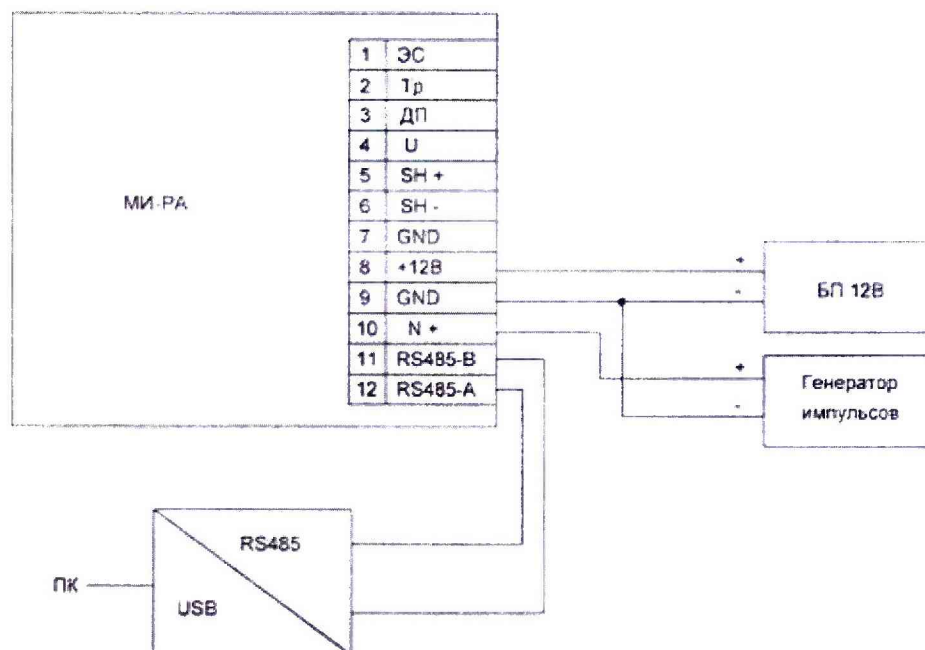 МИ-РА
1 ЭС
2 Тр
3 ДП
4 U
5 SH +
6 SH -
7 GND
8 +12В
9 GND
10 N +
11 RS485-B
12 RS485-A
+
-
БП 12В
+
-
Генератор
импульсов
RS485
USB
ПК